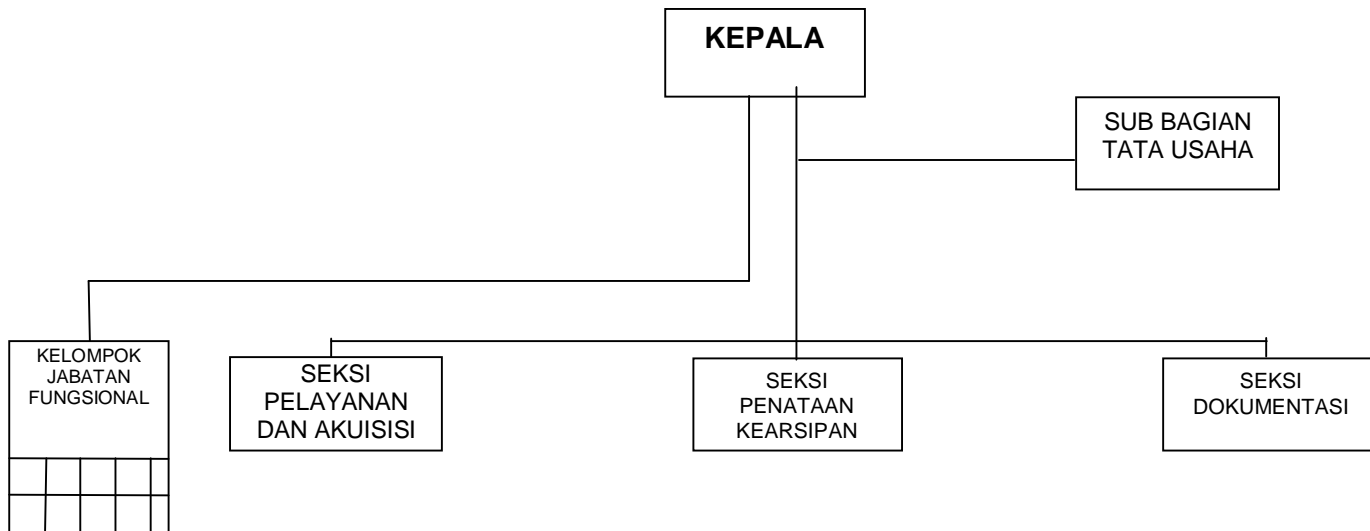 KEPALA
SUB BAGIAN
TATA USAHA
KELOMPOK
JABATAN
FUNGSIONAL
SEKSI
PELAYANAN
DAN AKUISISI
SEKSI
PENATAAN
KEARSIPAN
SEKSI
DOKUMENTASI